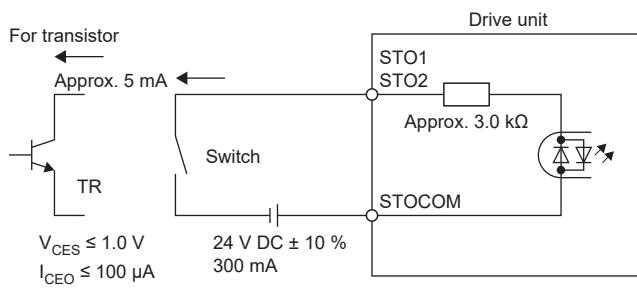 Drive unit
For transistor
STO1
Approx. 5 mA
STO2
Approx. 3.0 kΩ
Switch
TR
STOCOM
V_CES ≤ 1.0 V
24 V DC ± 10 %
I_CEO ≤ 100 µA
300 mA